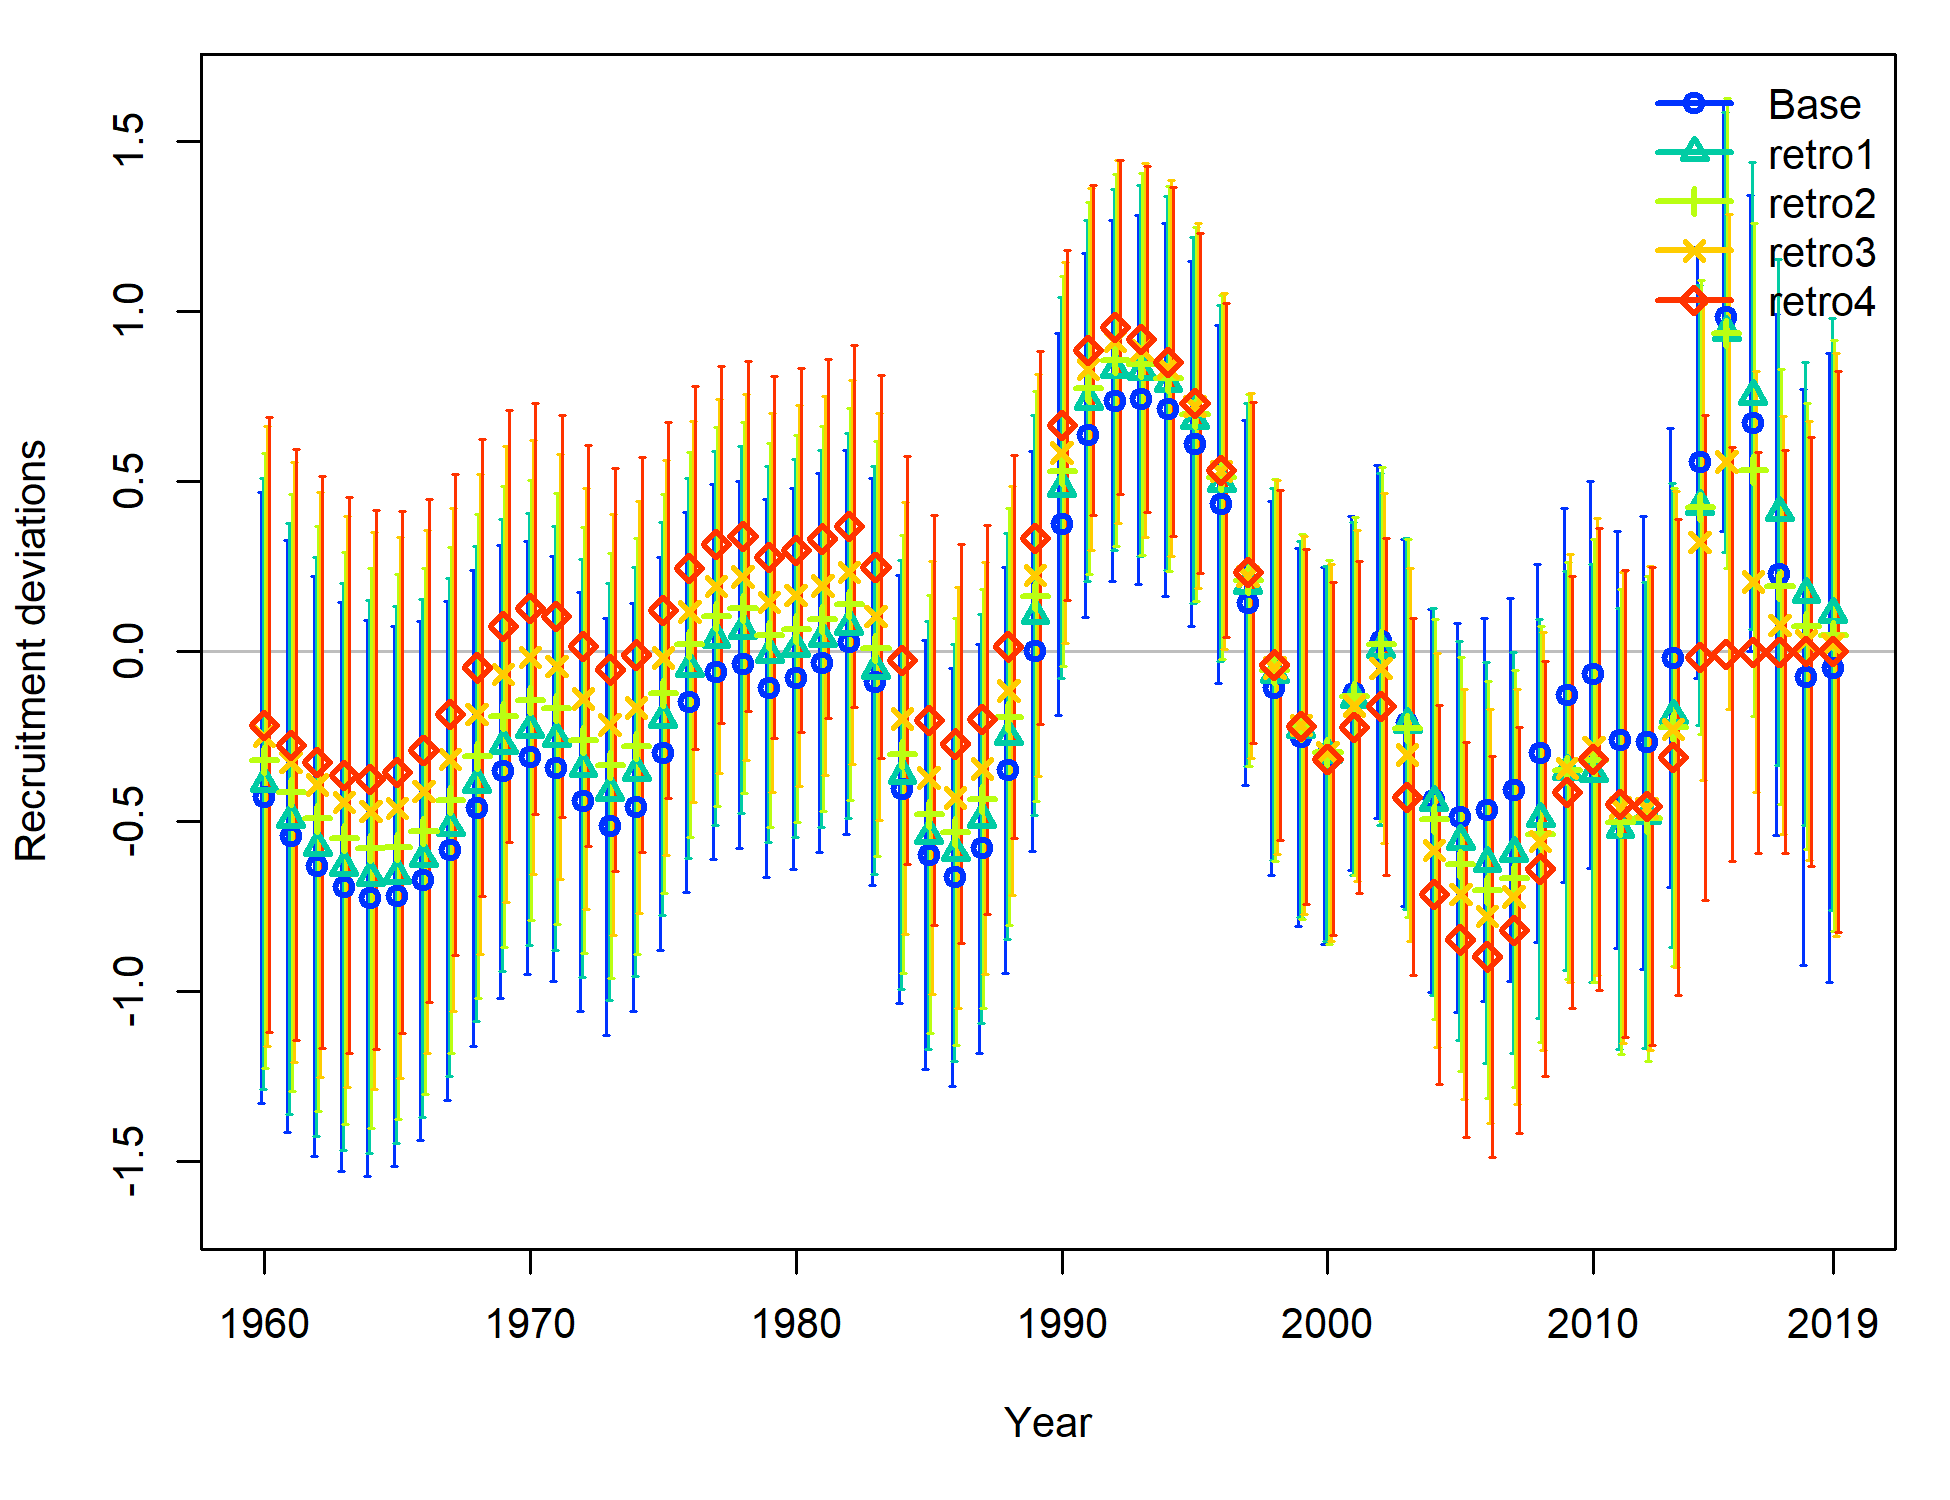 Base
retro1
retro2
retro3
retro4
1.5
1.0
0.5
0.0
-0.5
-1.0
-1.5
Recruitment deviations
1960 1970 1980 1990 2000 2010 2019
Year